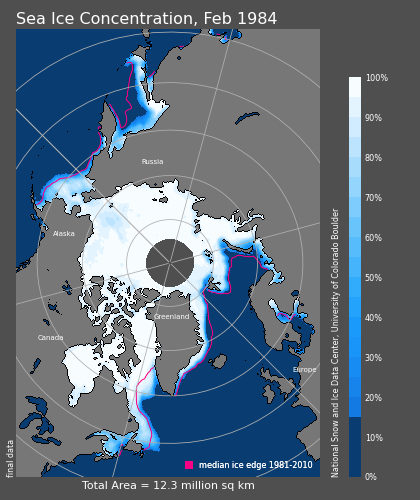 Sea Ice Concentration, Feb 1984
Russia
Alaska
Greenland
Canada
Europe
100%
90%
80%
70%
60%
50%
40%
30%
20%
10%
0%
National Snow and Ice Data Center, University of Colorado Boulder
final data
median ice edge 1981-2010
Total Area = 12.3 million sq km